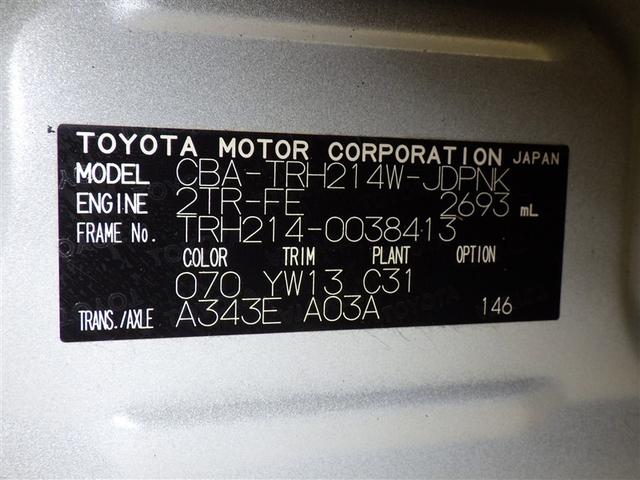 TOYOTA MOTOR CORPORATION JAPAN
MODEL CBA-TRH214W-JDPNK
ENGINE 2TR-FE 2693 mL
FRAME No. TRH214-0038413
COLOR TRIM PLANT OPTION
070 YW13 C31
TRANS./AXLE A343E A03A 146